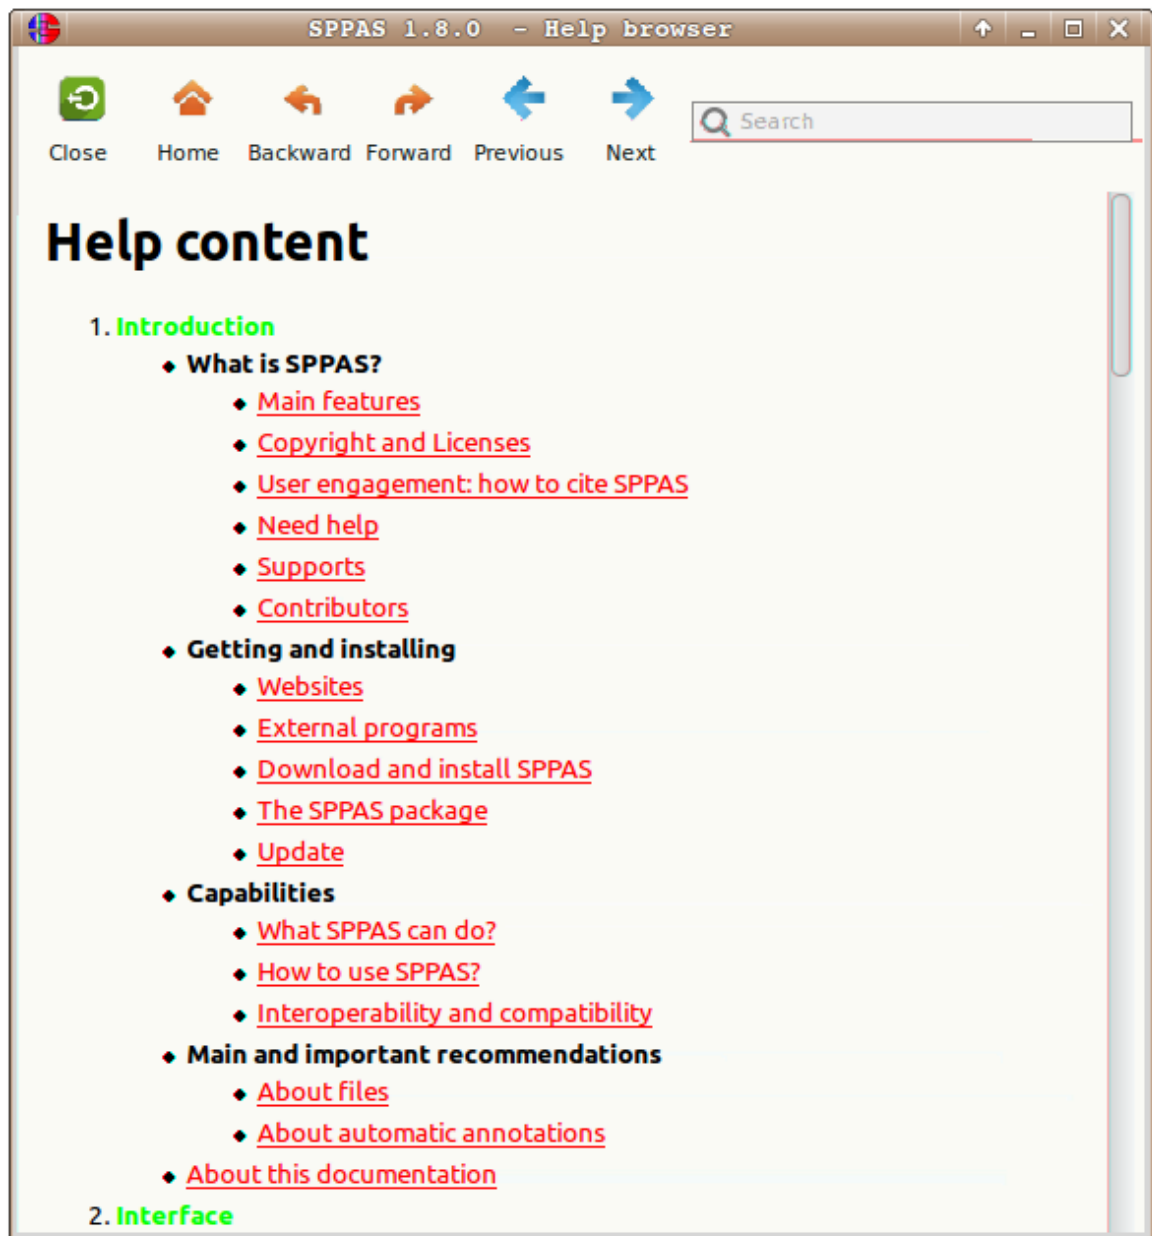 SPPAS 1.8.0 - Help browser
Close Home Backward Forward Previous Next Search
Help content
1. Introduction
What is SPPAS?
Main features
Copyright and Licenses
User engagement: how to cite SPPAS
Need help
Supports
Contributors
Getting and installing
Websites
External programs
Download and install SPPAS
The SPPAS package
Update
Capabilities
What SPPAS can do?
How to use SPPAS?
Interoperability and compatibility
Main and important recommendations
About files
About automatic annotations
About this documentation
2. Interface